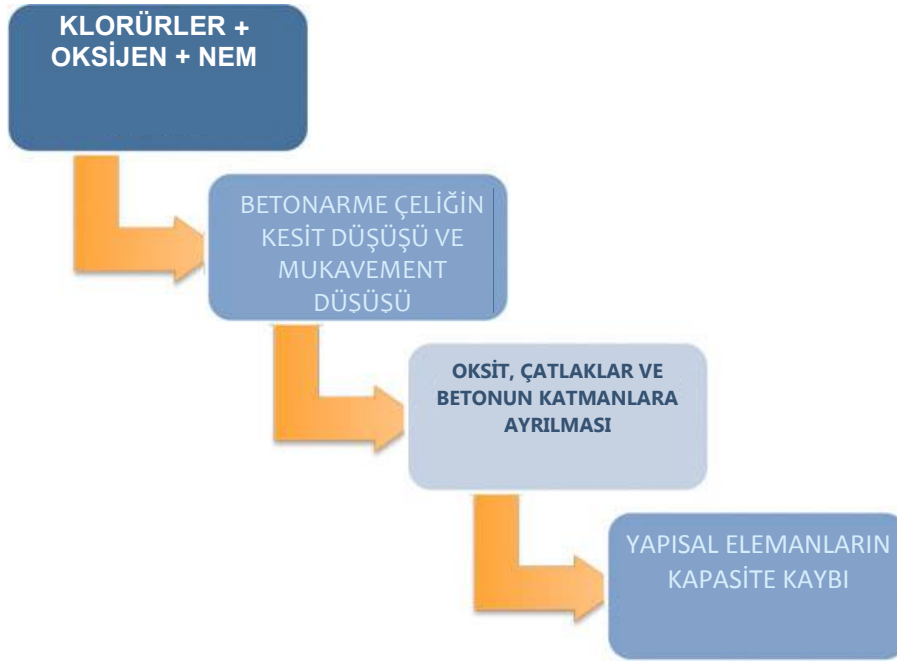 KLORÜRLER +
OKSİJEN + NEM
BETONARME ÇELİĞİN
KESİT DÜŞÜŞÜ VE
MUKAVEMENT
DÜŞÜŞÜ
OKSİT, ÇATLAKLAR VE
BETONUN KATMANLARA
AYRILMASI
YAPISAL ELEMANLARIN
KAPASİTE KAYBI